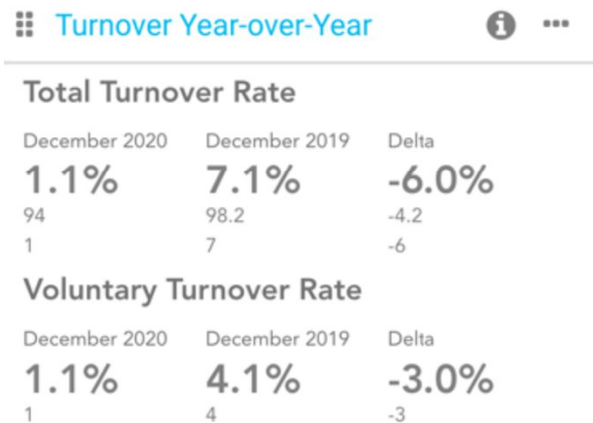 Turnover Year-over-Year
Total Turnover Rate
December 2020 December 2019 Delta
1.1% 7.1% -6.0%
94 98.2 -4.2
1 7 -6
Voluntary Turnover Rate
December 2020 December 2019 Delta
1.1% 4.1% -3.0%
1 4 -3